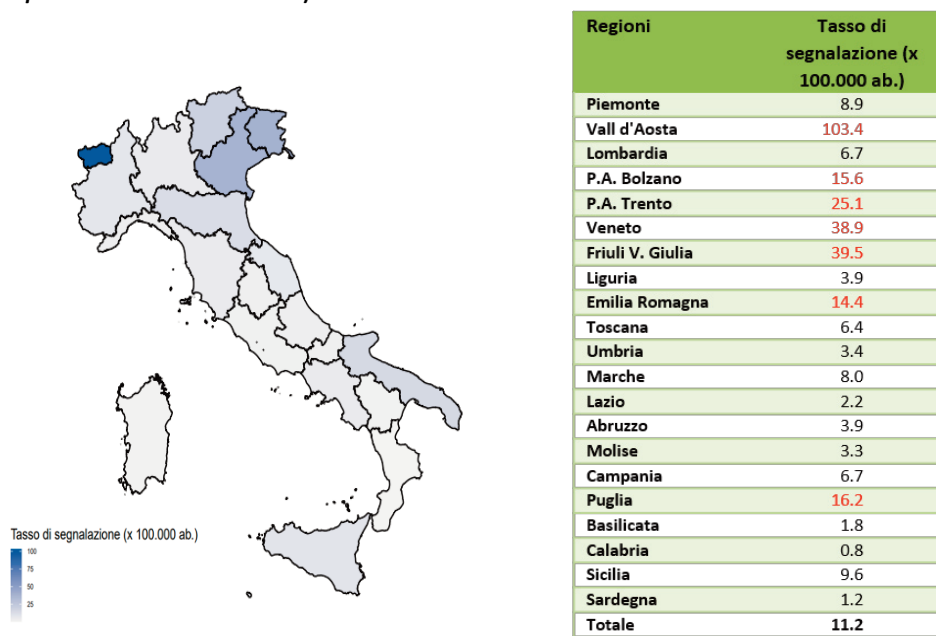 Tasso di segnalazione (x 100.000 ab.)
100
75
50
25
Regioni Tasso di
segnalazione (x
100.000 ab.)
Piemonte 8.9
Vall d'Aosta 103.4
Lombardia 6.7
P.A. Bolzano 15.6
P.A. Trento 25.1
Veneto 38.9
Friuli V. Giulia 39.5
Liguria 3.9
Emilia Romagna 14.4
Toscana 6.4
Umbria 3.4
Marche 8.0
Lazio 2.2
Abruzzo 3.9
Molise 3.3
Campania 6.7
Puglia 16.2
Basilicata 1.8
Calabria 0.8
Sicilia 9.6
Sardegna 1.2
Totale 11.2